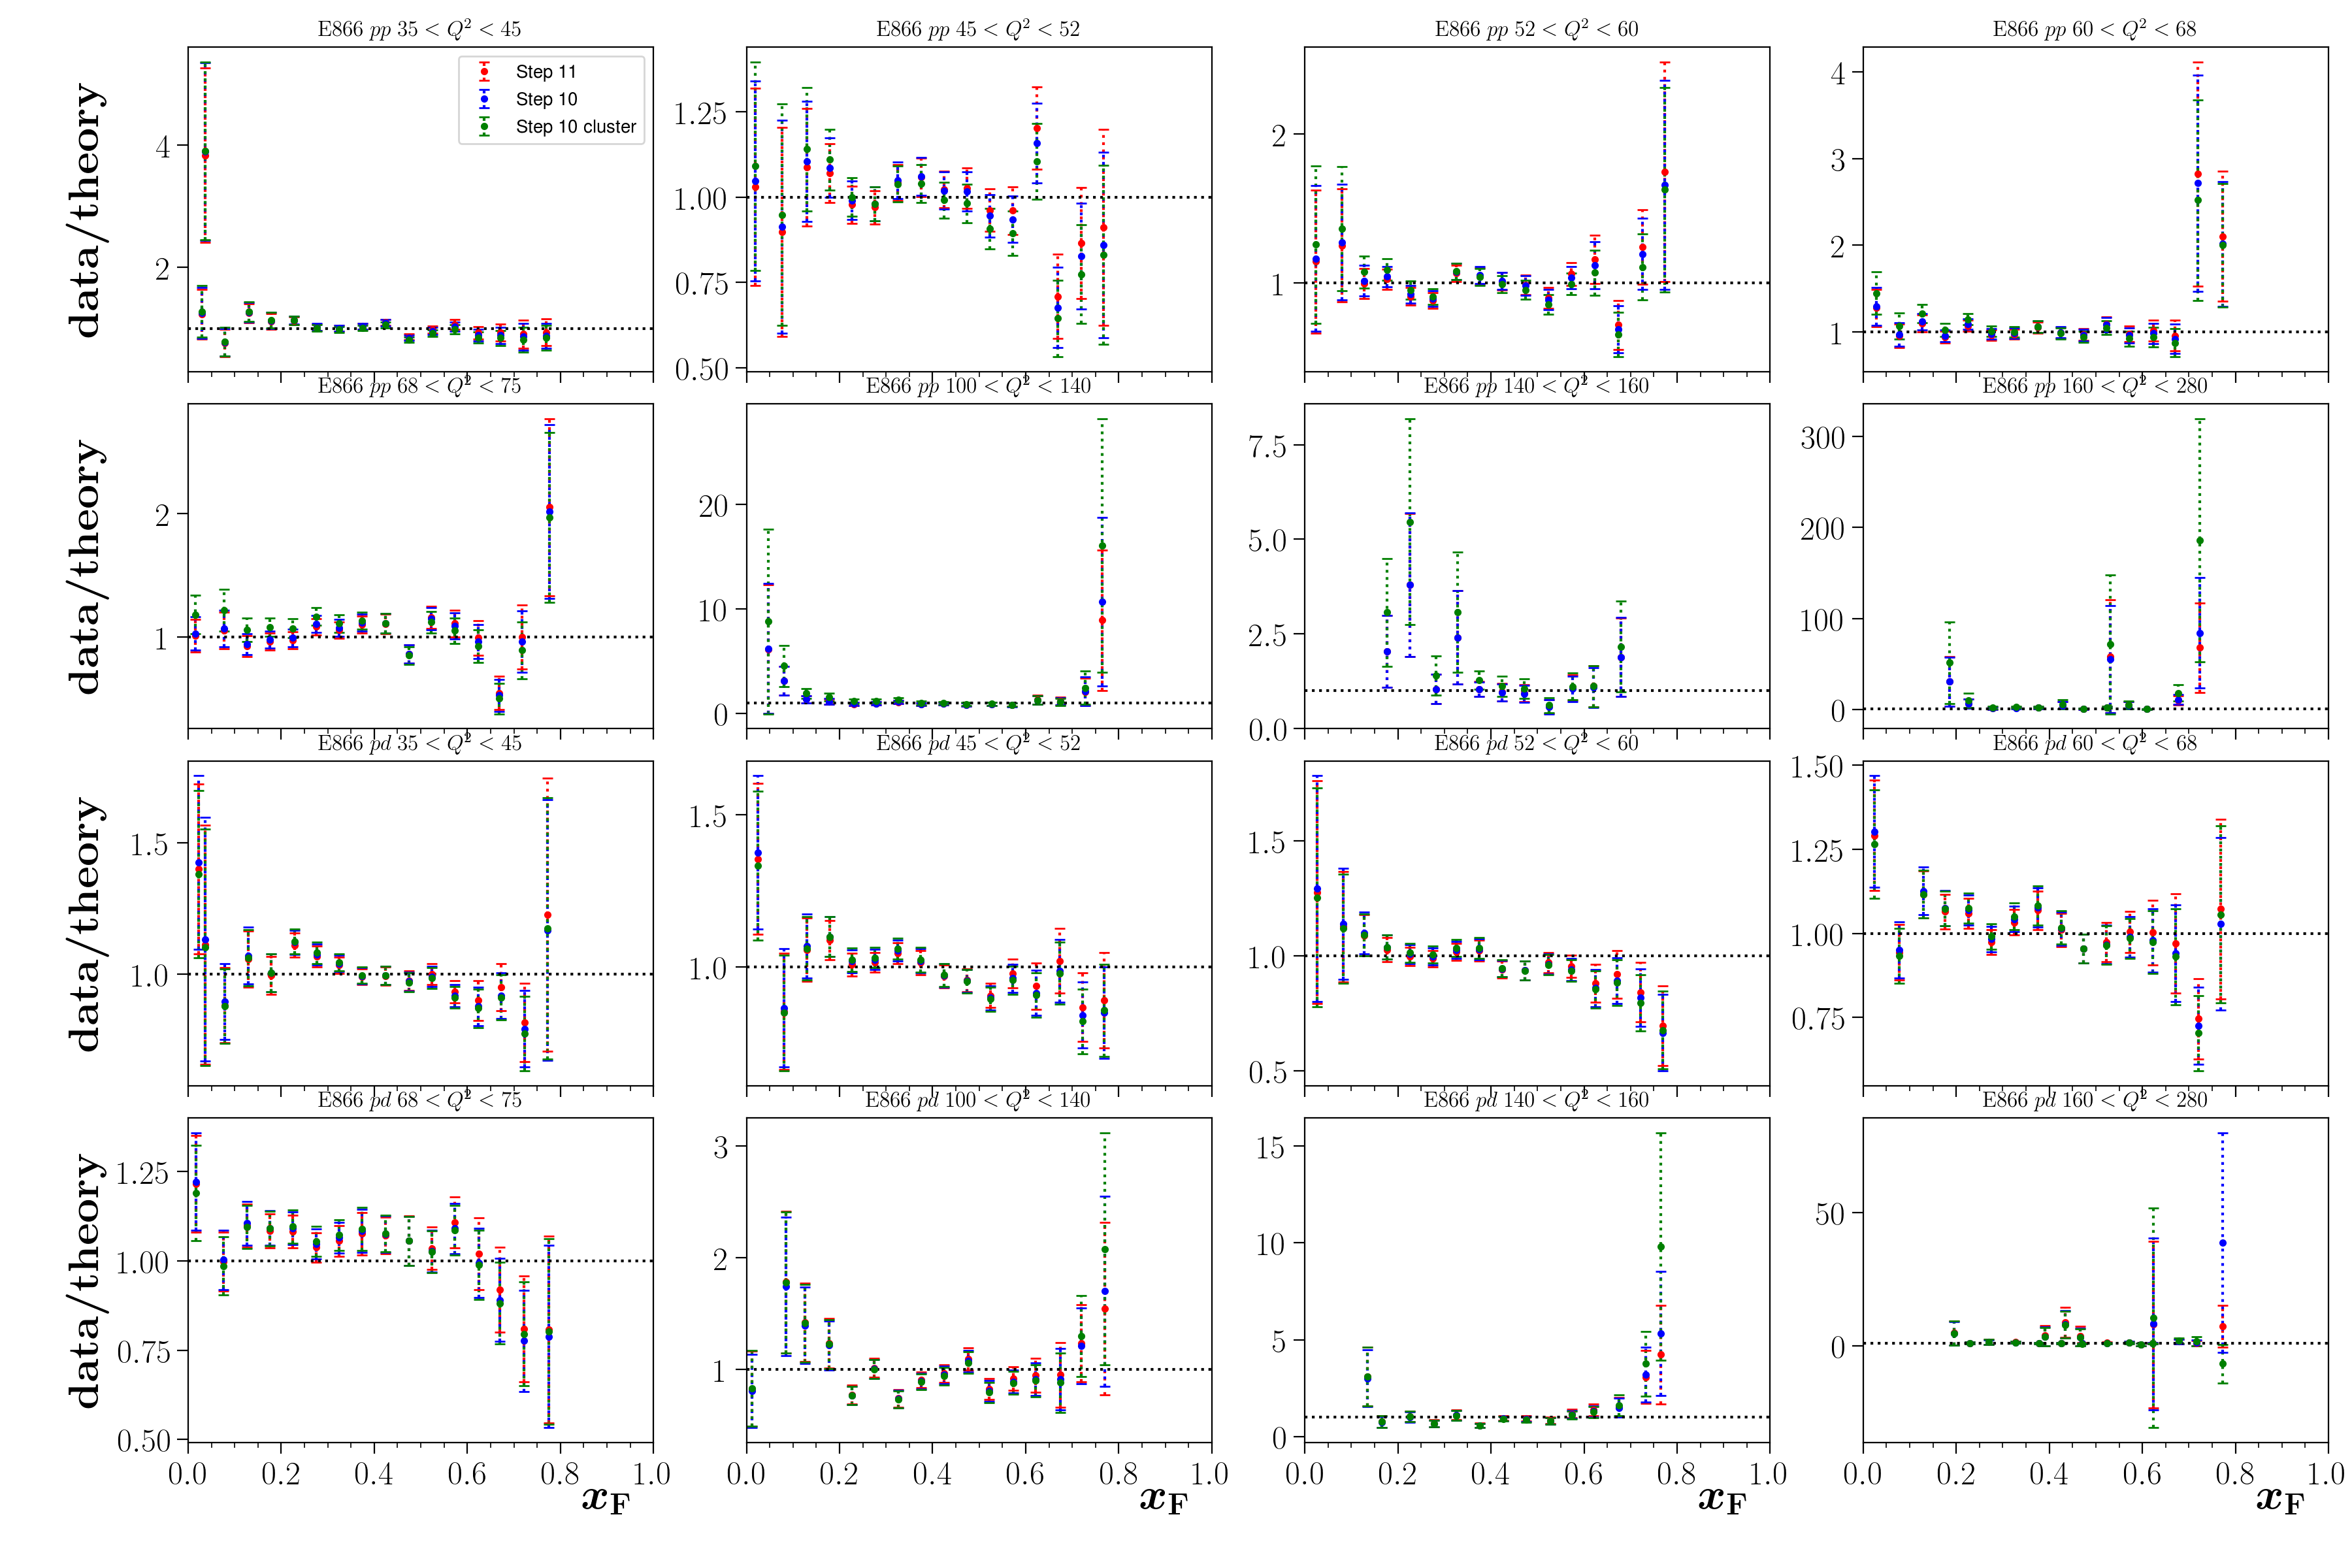 E866 pp 35 < Q² < 45
E866 pp 45 < Q² < 52
E866 pp 52 < Q² < 60
E866 pp 60 < Q² < 68
data/theory
4
2
Step 11
Step 10
Step 10 cluster
1.25
1.00
0.75
0.50
2
1
4
3
2
1
E866 pp 68 < Q² < 75
E866 pp 100 < Q² < 140
E866 pp 140 < Q² < 160
E866 pp 160 < Q² < 280
data/theory
2
1
20
10
0
7.5
5.0
2.5
0.0
300
200
100
0
E866 pd 35 < Q² < 45
E866 pd 45 < Q² < 52
E866 pd 52 < Q² < 60
E866 pd 60 < Q² < 68
data/theory
1.5
1.0
1.5
1.0
1.5
1.0
0.5
1.50
1.25
1.00
0.75
E866 pd 68 < Q² < 75
E866 pd 100 < Q² < 140
E866 pd 140 < Q² < 160
E866 pd 160 < Q² < 280
data/theory
1.25
1.00
0.75
0.50
3
2
1
15
10
5
0
50
0
0.0 0.2 0.4 0.6 0.8 1.0
0.0 0.2 0.4 0.6 0.8 1.0
0.0 0.2 0.4 0.6 0.8 1.0
0.0 0.2 0.4 0.6 0.8 1.0
x_F
x_F
x_F
x_F